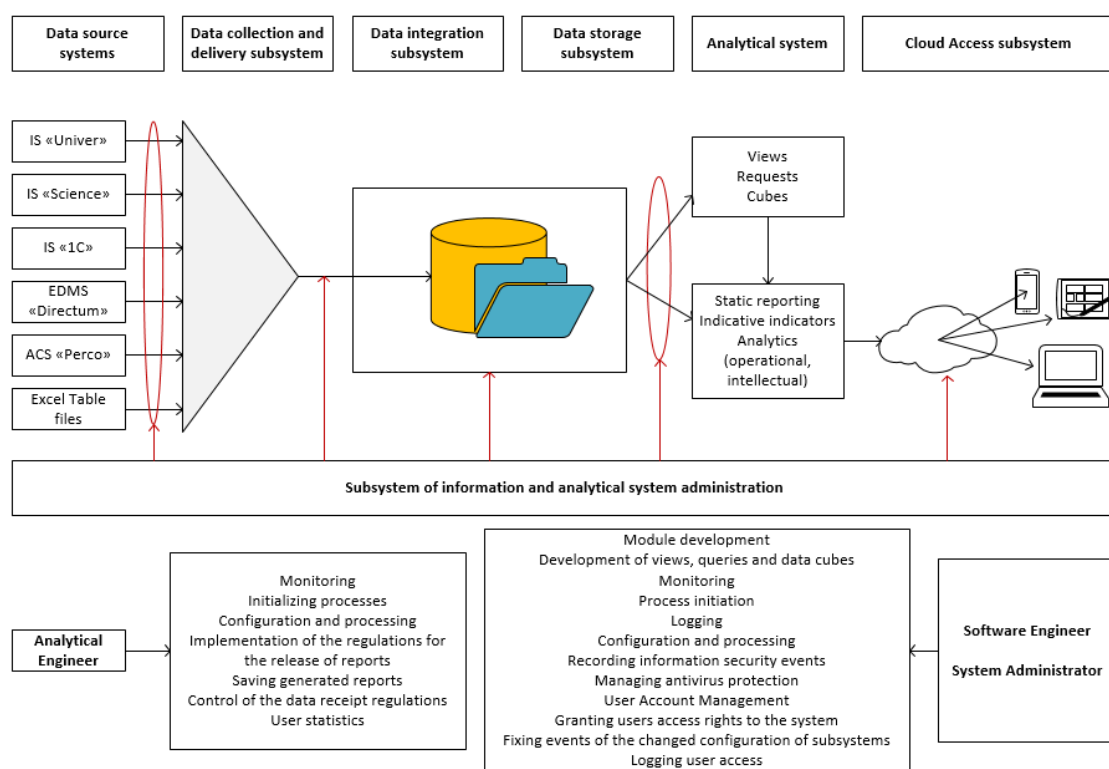 Data source
systems
Data collection and
delivery subsystem
Data integration
subsystem
Data storage
subsystem
Analytical system
Cloud Access subsystem
IS «Univer»
IS «Science»
IS «1C»
EDMS
«Directum»
ACS «Perco»
Excel Table
files
Views
Requests
Cubes
Static reporting
Indicative indicators
Analytics
(operational,
intellectual)
Subsystem of information and analytical system administration
Analytical
Engineer
Monitoring
Initializing processes
Configuration and processing
Implementation of the regulations for
the release of reports
Saving generated reports
Control of the data receipt regulations
User statistics
Module development
Development of views, queries and data cubes
Monitoring
Process initiation
Logging
Configuration and processing
Recording information security events
Managing antivirus protection
User Account Management
Granting users access rights to the system
Fixing events of the changed configuration of subsystems
Logging user access
Software Engineer
System Administrator